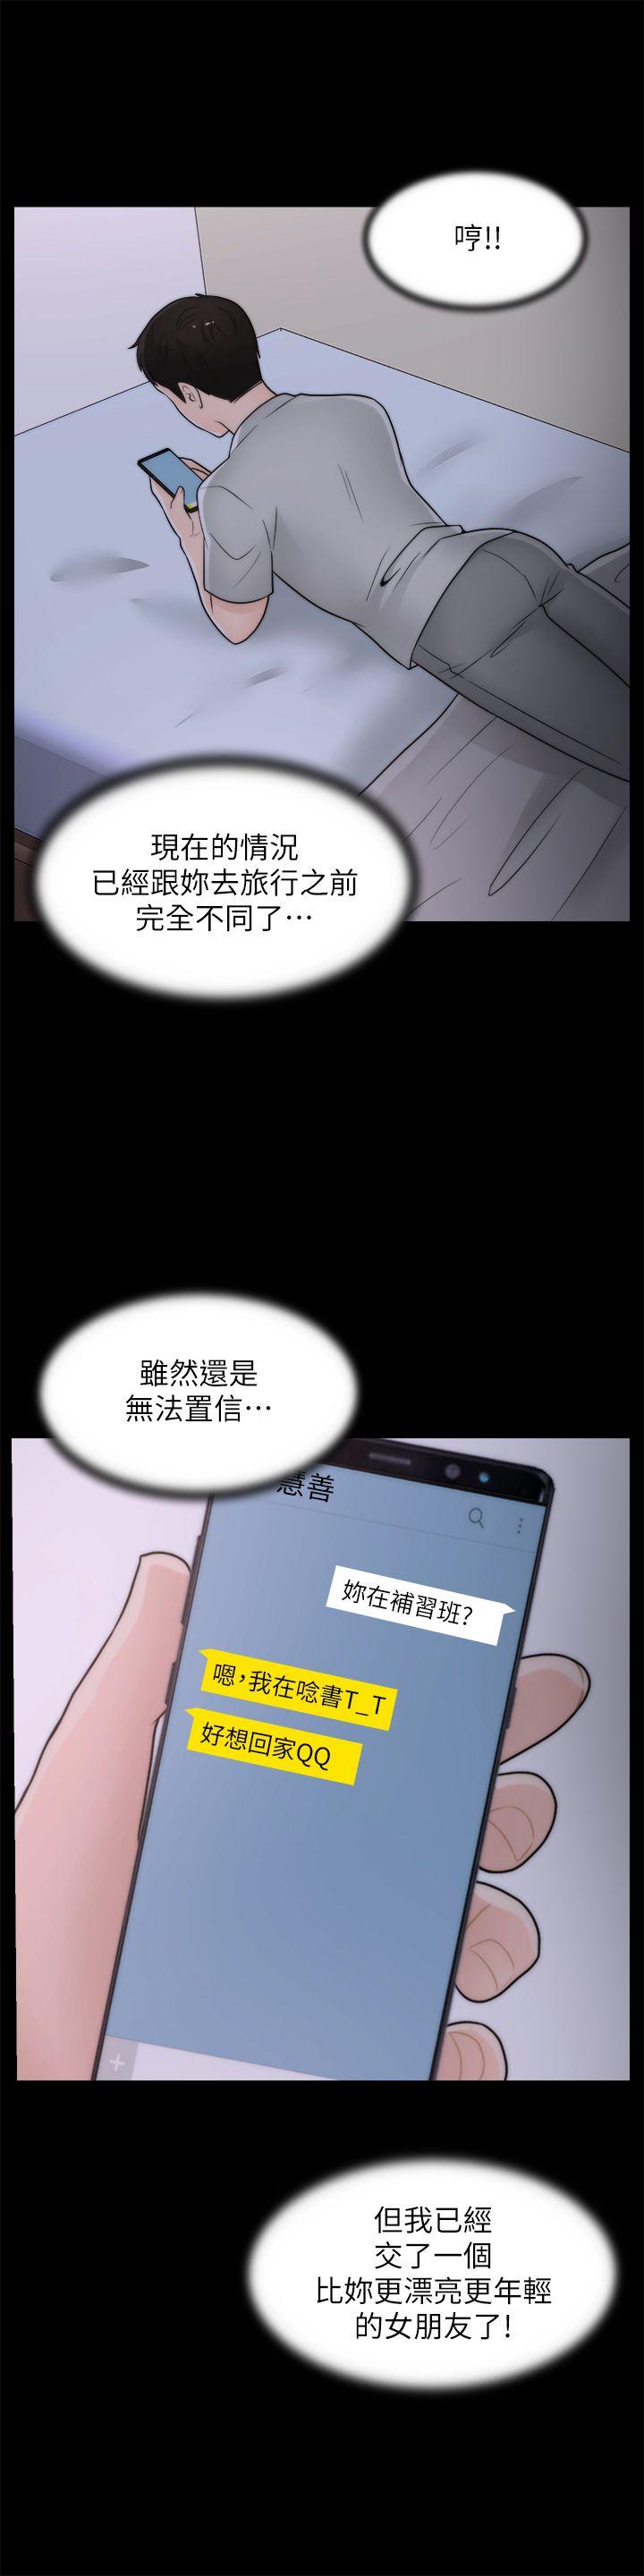 哼!!
現在的情況
已經跟妳去旅行之前
完全不同了…
雖然還是
無法置信…
慧善
妳在補習班?
嗯，我在唸書T_T
好想回家QQ
但我已經
交了一個
比妳更漂亮更年輕
的女朋友了!